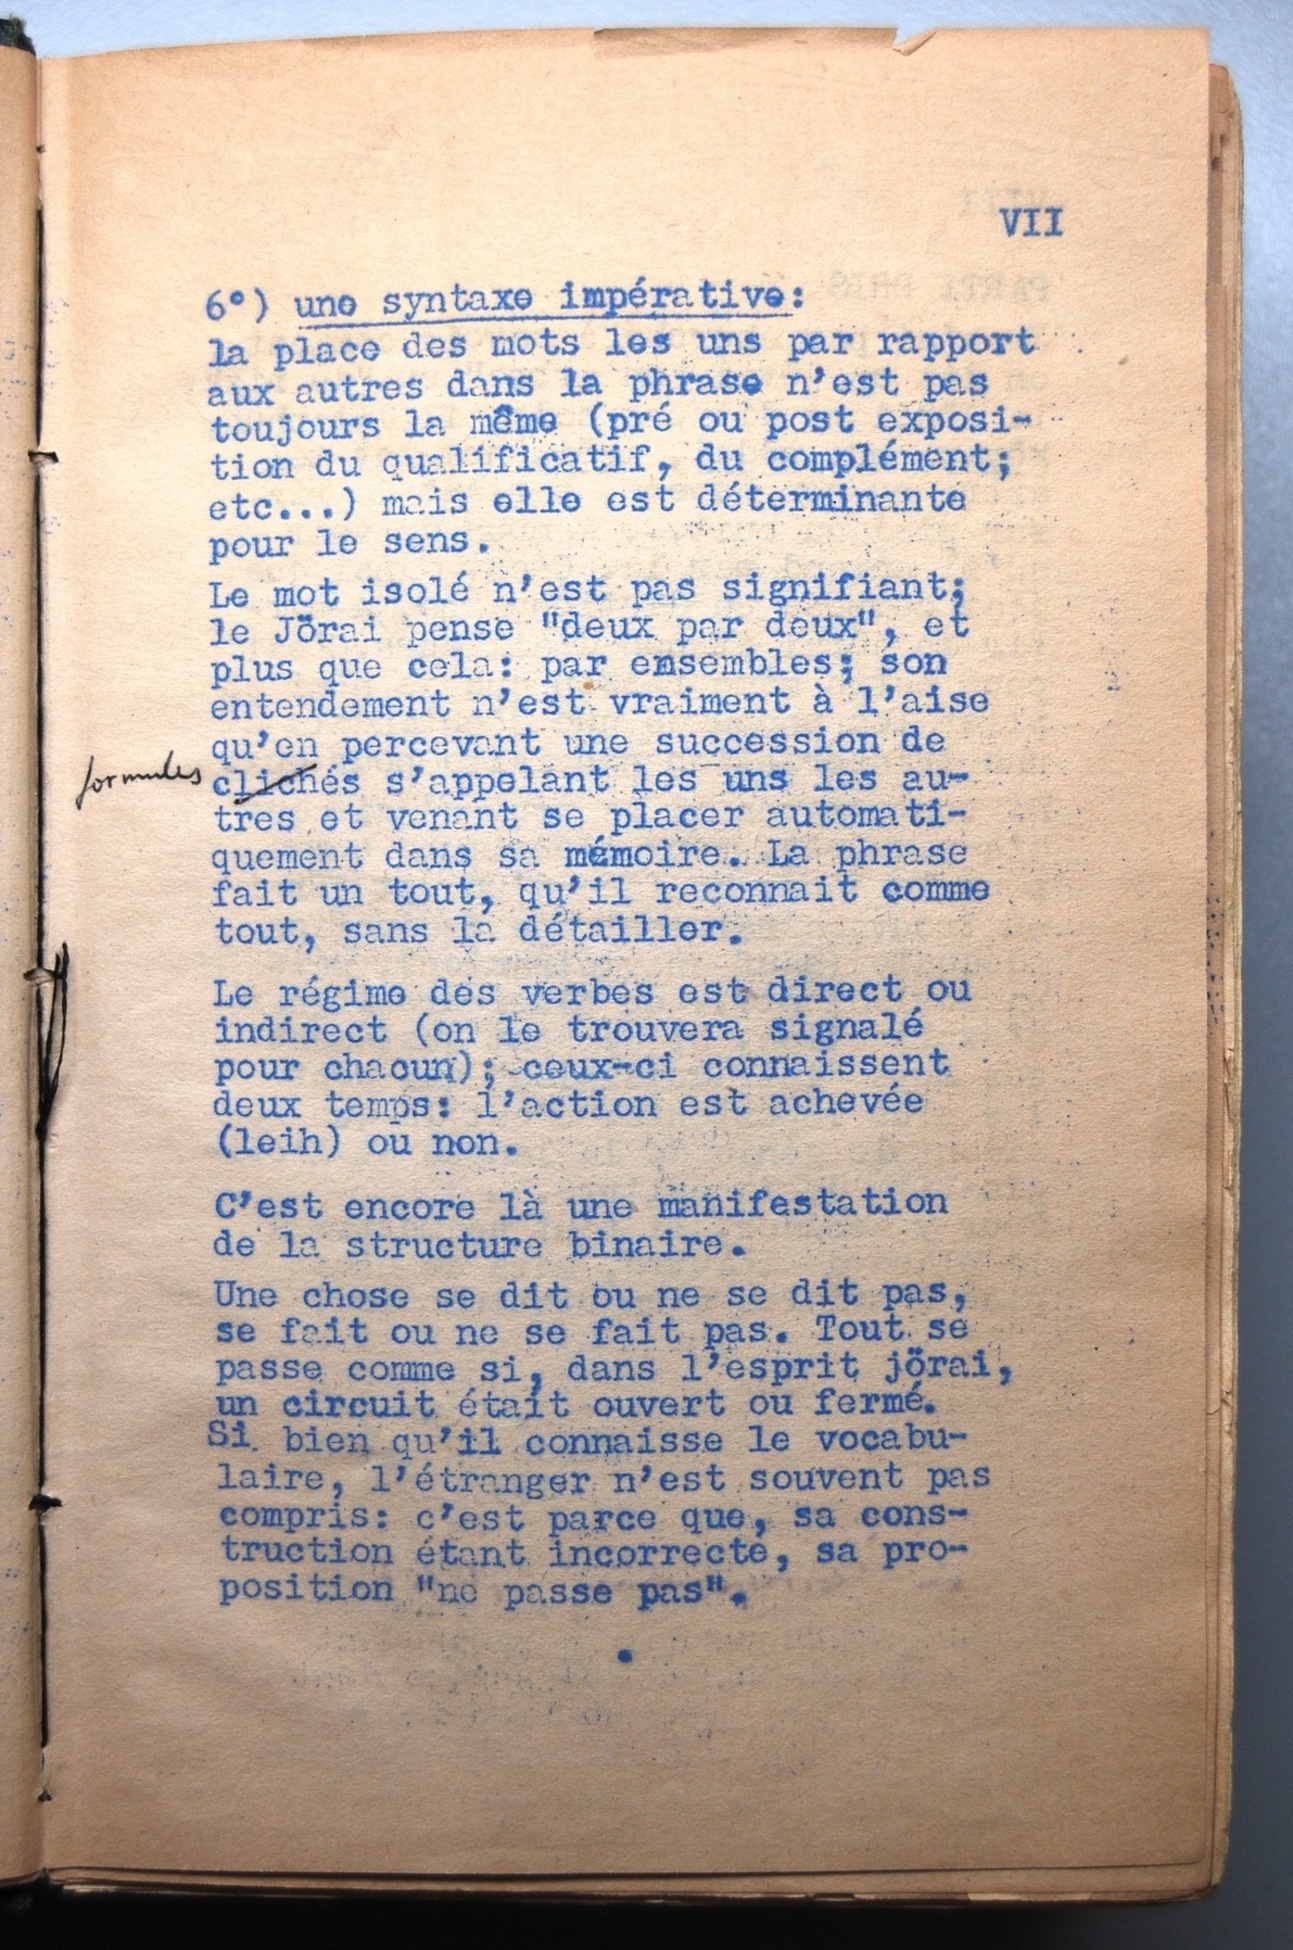 VII
6°) une syntaxe impérative:
la place des mots les uns par rapport
aux autres dans la phrase n'est pas
toujours la même (pré ou post exposi-
tion du qualificatif, du complément;
etc...) mais elle est déterminante
pour le sens.
Le mot isolé n'est pas signifiant;
le Jörai pense "deux par deux", et
plus que cela: par ensembles; son
entendement n'est vraiment à l'aise
qu'en percevant une succession de
formules clichés s'appelant les uns les au-
tres et venant se placer automati-
quement dans sa mémoire. La phrase
fait un tout, qu'il reconnait comme
tout, sans la détailler.
Le régime des verbes est direct ou
indirect (on le trouvera signalé
pour chacun); ceux-ci connaissent
deux temps: l'action est achevée
(leih) ou non.
C'est encore là une manifestation
de la structure binaire.
Une chose se dit ou ne se dit pas,
se fait ou ne se fait pas. Tout se
passe comme si, dans l'esprit jörai,
un circuit était ouvert ou fermé.
Si bien qu'il connaisse le vocabu-
laire, l'étranger n'est souvent pas
compris: c'est parce que, sa cons-
truction étant incorrecte, sa pro-
position "ne passe pas".